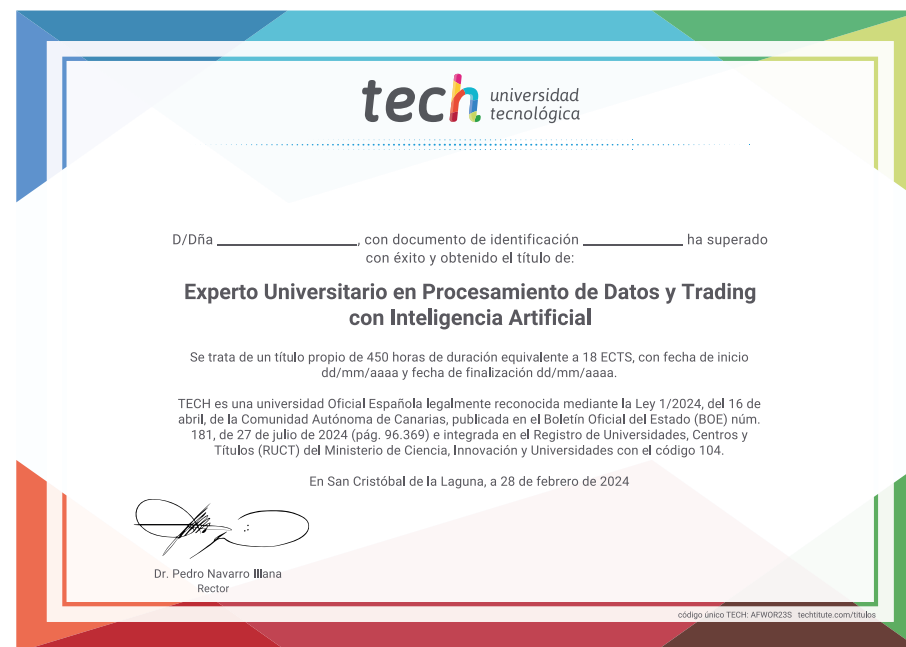 tech universidad
tecnológica
D/Dña ________________, con documento de identificación ____________ ha superado
con éxito y obtenido el título de:
Experto Universitario en Procesamiento de Datos y Trading
con Inteligencia Artificial
Se trata de un título propio de 450 horas de duración equivalente a 18 ECTS, con fecha de inicio
dd/mm/aaaa y fecha de finalización dd/mm/aaaa.
TECH es una universidad Oficial Española legalmente reconocida mediante la Ley 1/2024, del 16 de
abril, de la Comunidad Autónoma de Canarias, publicada en el Boletín Oficial del Estado (BOE) núm.
181, de 27 de julio de 2024 (pág. 96.369) e integrada en el Registro de Universidades, Centros y
Títulos (RUCT) del Ministerio de Ciencia, Innovación y Universidades con el código 104.
En San Cristóbal de la Laguna, a 28 de febrero de 2024
Dr. Pedro Navarro Illana
Rector
código único TECH: AFWOR23S techtitute.com/titulos